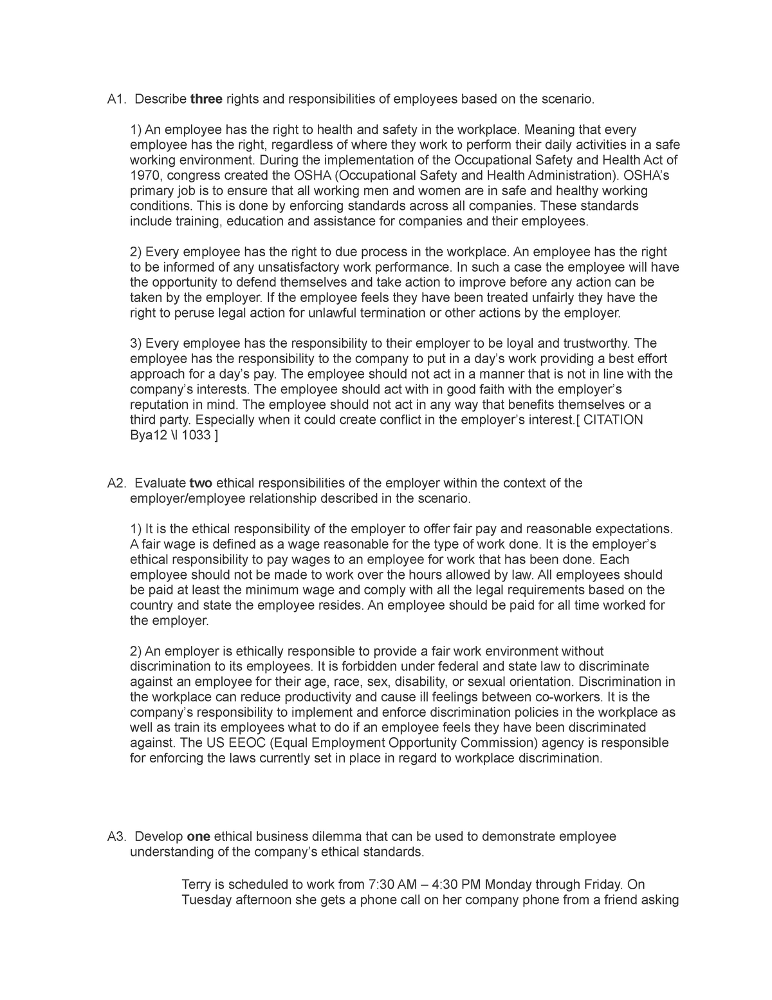 A1. Describe three rights and responsibilities of employees based on the scenario.
1) An employee has the right to health and safety in the workplace. Meaning that every
employee has the right, regardless of where they work to perform their daily activities in a safe
working environment. During the implementation of the Occupational Safety and Health Act of
1970, congress created the OSHA (Occupational Safety and Health Administration). OSHA’s
primary job is to ensure that all working men and women are in safe and healthy working
conditions. This is done by enforcing standards across all companies. These standards
include training, education and assistance for companies and their employees.
2) Every employee has the right to due process in the workplace. An employee has the right
to be informed of any unsatisfactory work performance. In such a case the employee will have
the opportunity to defend themselves and take action to improve before any action can be
taken by the employer. If the employee feels they have been treated unfairly they have the
right to peruse legal action for unlawful termination or other actions by the employer.
3) Every employee has the responsibility to their employer to be loyal and trustworthy. The
employee has the responsibility to the company to put in a day’s work providing a best effort
approach for a day’s pay. The employee should not act in a manner that is not in line with the
company’s interests. The employee should act with in good faith with the employer’s
reputation in mind. The employee should not act in any way that benefits themselves or a
third party. Especially when it could create conflict in the employer’s interest.[ CITATION
Bya12 \l 1033 ]
A2. Evaluate two ethical responsibilities of the employer within the context of the
employer/employee relationship described in the scenario.
1) It is the ethical responsibility of the employer to offer fair pay and reasonable expectations.
A fair wage is defined as a wage reasonable for the type of work done. It is the employer’s
ethical responsibility to pay wages to an employee for work that has been done. Each
employee should not be made to work over the hours allowed by law. All employees should
be paid at least the minimum wage and comply with all the legal requirements based on the
country and state the employee resides. An employee should be paid for all time worked for
the employer.
2) An employer is ethically responsible to provide a fair work environment without
discrimination to its employees. It is forbidden under federal and state law to discriminate
against an employee for their age, race, sex, disability, or sexual orientation. Discrimination in
the workplace can reduce productivity and cause ill feelings between co-workers. It is the
company’s responsibility to implement and enforce discrimination policies in the workplace as
well as train its employees what to do if an employee feels they have been discriminated
against. The US EEOC (Equal Employment Opportunity Commission) agency is responsible
for enforcing the laws currently set in place in regard to workplace discrimination.
A3. Develop one ethical business dilemma that can be used to demonstrate employee
understanding of the company’s ethical standards.
Terry is scheduled to work from 7:30 AM – 4:30 PM Monday through Friday. On
Tuesday afternoon she gets a phone call on her company phone from a friend asking